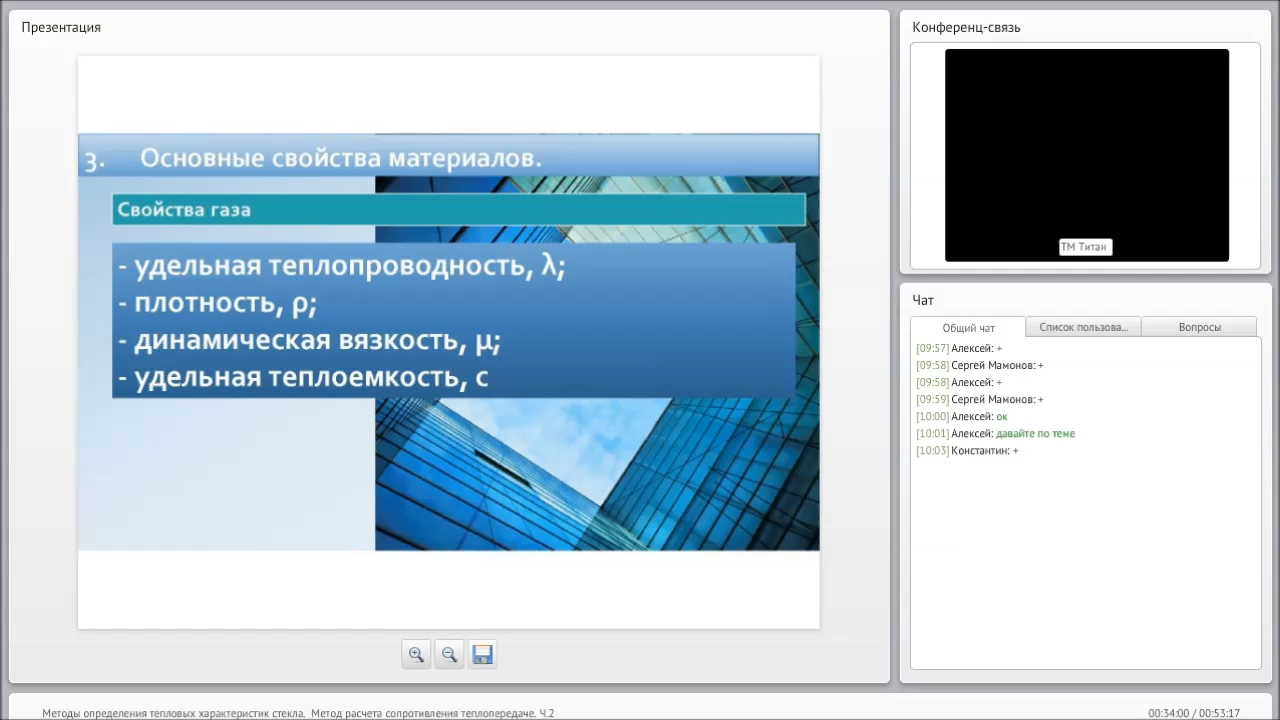 Презентация
3. Основные свойства материалов.
Свойства газа
- удельная теплопроводность, λ;
- плотность, ρ;
- динамическая вязкость, μ;
- удельная теплоемкость, с
Конференц-связь
ТМ Титан
Чат
Общий чат Список пользова... Вопросы
[09:57] Алексей: +
[09:58] Сергей Мамонов: +
[09:58] Алексей: +
[09:59] Сергей Мамонов: +
[10:00] Алексей: ок
[10:01] Алексей: давайте по теме
[10:03] Константин: +
Методы определения тепловых характеристик стекла. Метод расчета сопротивления теплопередаче. Ч.2
00:34:00 / 00:53:17